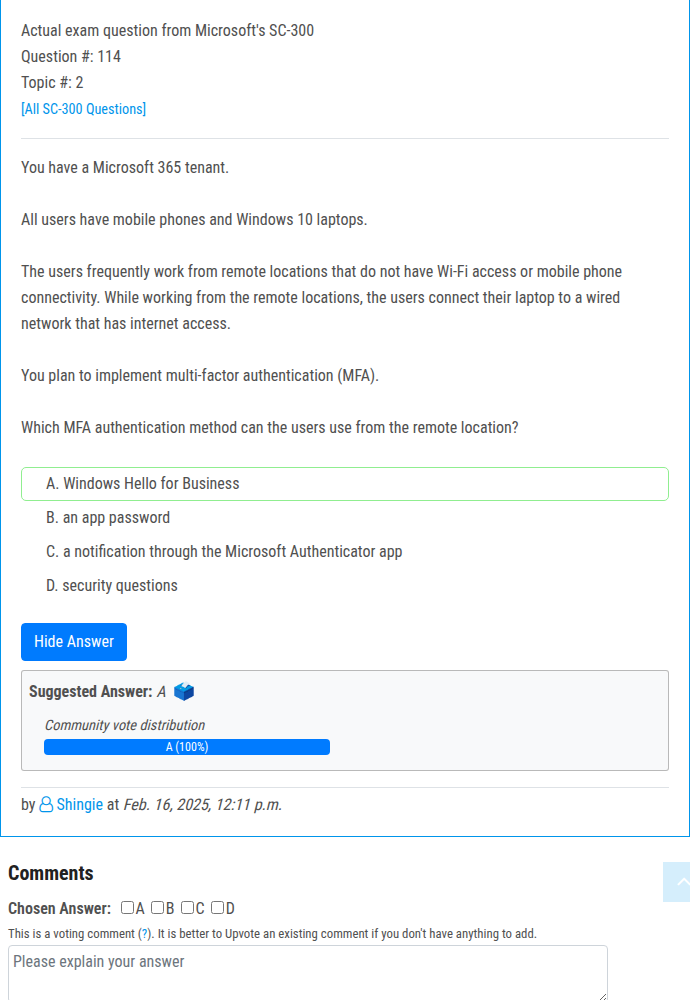 Actual exam question from Microsoft's SC-300
Question #: 114
Topic #: 2
[All SC-300 Questions]
You have a Microsoft 365 tenant.
All users have mobile phones and Windows 10 laptops.
The users frequently work from remote locations that do not have Wi-Fi access or mobile phone
connectivity. While working from the remote locations, the users connect their laptop to a wired
network that has internet access.
You plan to implement multi-factor authentication (MFA).
Which MFA authentication method can the users use from the remote location?
A. Windows Hello for Business
B. an app password
C. a notification through the Microsoft Authenticator app
D. security questions
Hide Answer
Suggested Answer: A
Community vote distribution
A (100%)
by Shingie at Feb. 16, 2025, 12:11 p.m.
Comments
Chosen Answer: A B C D
This is a voting comment (?). It is better to Upvote an existing comment if you don't have anything to add.
Please explain your answer